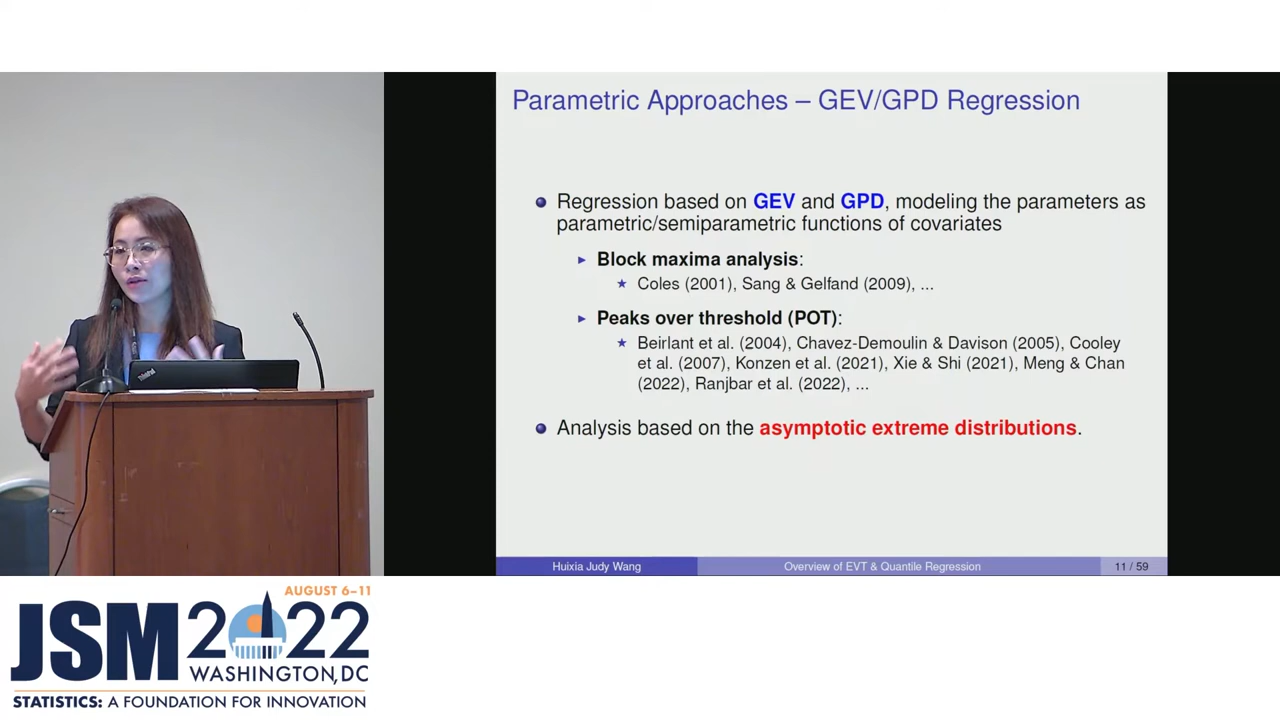 Parametric Approaches – GEV/GPD Regression
Regression based on GEV and GPD, modeling the parameters as
parametric/semiparametric functions of covariates
Block maxima analysis:
Coles (2001), Sang & Gelfand (2009), ...
Peaks over threshold (POT):
Beirlant et al. (2004), Chavez-Demoulin & Davison (2005), Cooley
et al. (2007), Konzen et al. (2021), Xie & Shi (2021), Meng & Chan
(2022), Ranjbar et al. (2022), ...
Analysis based on the asymptotic extreme distributions.
Huixia Judy Wang
Overview of EVT & Quantile Regression
11 / 59
ThinkPad
AUGUST 6–11
JSM 2022
WASHINGTON, DC
STATISTICS: A FOUNDATION FOR INNOVATION